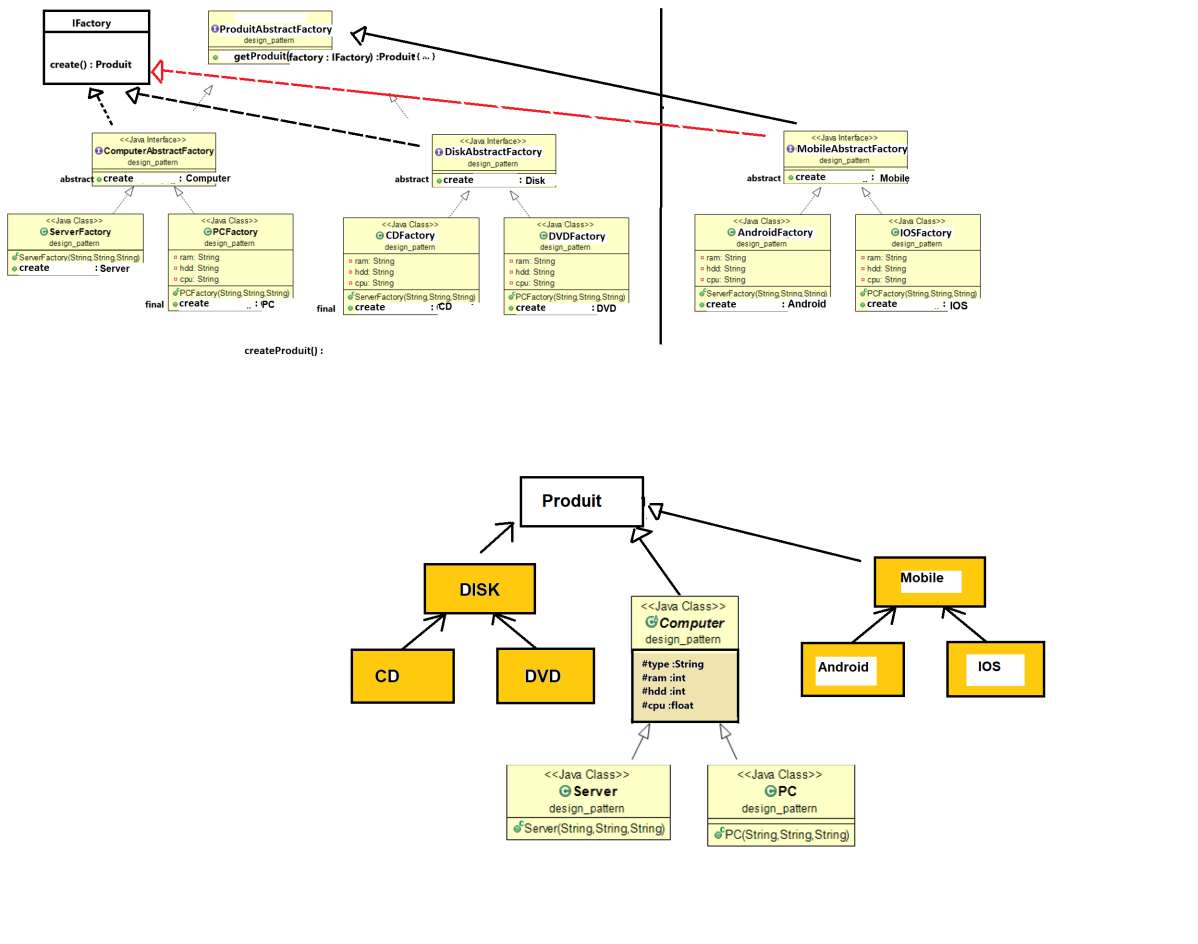 IFactory
create() : Produit
ProduitAbstractFactory
design_pattern
getProduit(factory : IFactory) :Produit ( ... )
<<Java Interface>>
ComputerAbstractFactory
design_pattern
abstract create .. : Computer
<<Java Interface>>
DiskAbstractFactory
design_pattern
abstract create : Disk
<<Java Interface>>
MobileAbstractFactory
design_pattern
abstract create .. : Mobile
<<Java Class>>
ServerFactory
design_pattern
ServerFactory(String,String,String)
create : Server
<<Java Class>>
PCFactory
design_pattern
ram: String
hdd: String
cpu: String
PCFactory(String,String,String)
final create .. : PC
<<Java Class>>
CDFactory
design_pattern
ram: String
hdd: String
cpu: String
ServerFactory(String,String,String)
final create : CD
<<Java Class>>
DVDFactory
design_pattern
ram: String
hdd: String
cpu: String
PCFactory(String,String,String)
create .. : DVD
<<Java Class>>
AndroidFactory
design_pattern
ram: String
hdd: String
cpu: String
ServerFactory(String,String,String)
create : Android
<<Java Class>>
IOSFactory
design_pattern
ram: String
hdd: String
cpu: String
PCFactory(String,String,String)
create .. : IOS
createProduit() :
Produit
DISK
CD
DVD
<<Java Class>>
Computer
design_pattern
#type :String
#ram :int
#hdd :int
#cpu :float
Mobile
Android
IOS
<<Java Class>>
Server
design_pattern
Server(String,String,String)
<<Java Class>>
PC
design_pattern
PC(String,String,String)